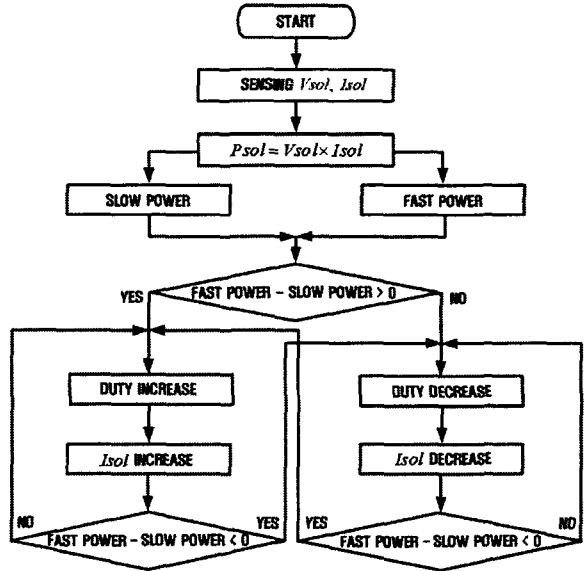 START
SENSING Vsol, Isol
Psol = Vsol × Isol
SLOW POWER
FAST POWER
FAST POWER - SLOW POWER > 0
YES
NO
DUTY INCREASE
DUTY DECREASE
Isol INCREASE
Isol DECREASE
NO
FAST POWER - SLOW POWER < 0
YES
YES
FAST POWER - SLOW POWER < 0
NO